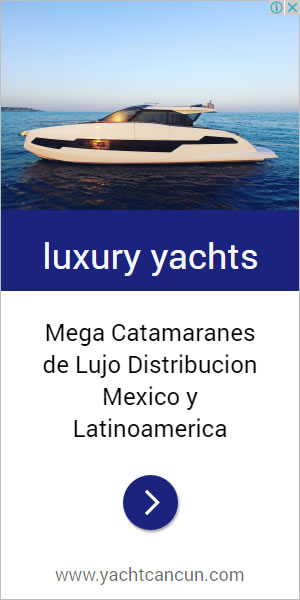 luxury yachts
Mega Catamaranes
de Lujo Distribucion
Mexico y
Latinoamerica
www.yachtcancun.com